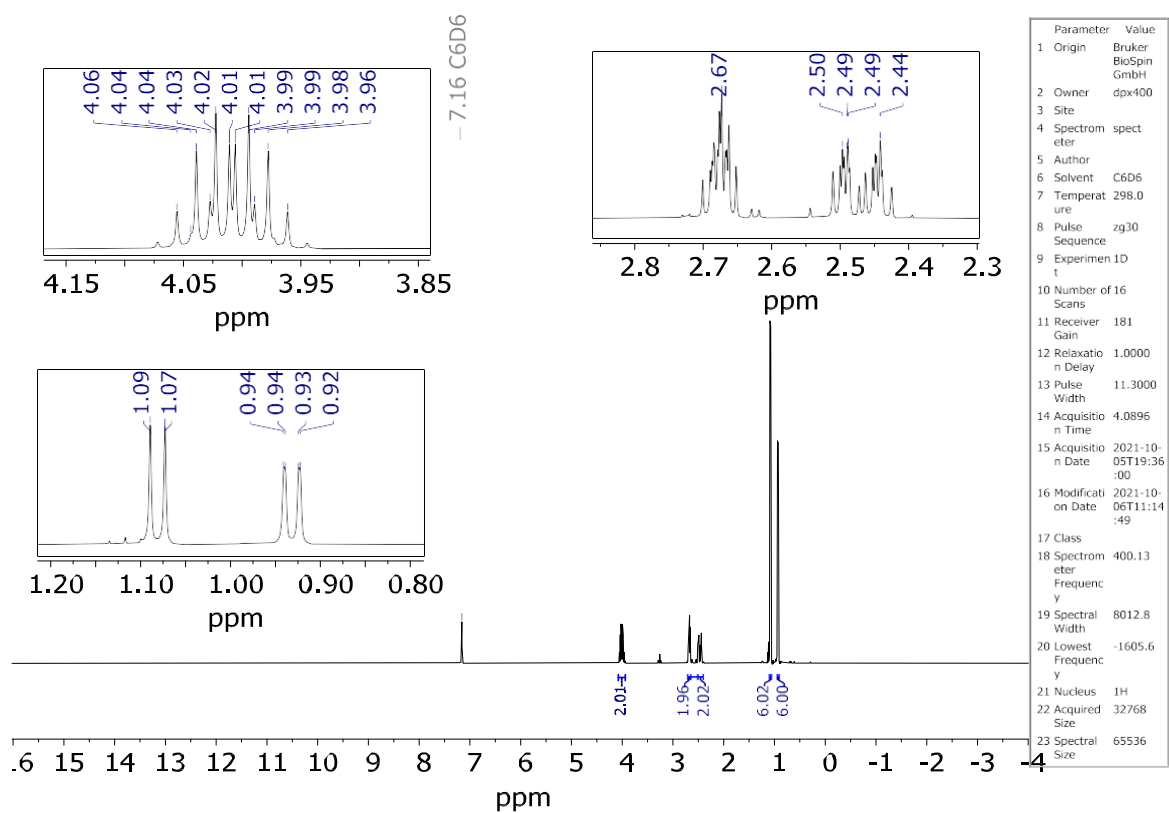 4.06
4.04
4.04
4.03
4.02
4.01
4.01
3.99
3.99
3.98
3.96
4.15
4.05
3.95
3.85
ppm
– 7.16 C6D6
2.67
2.50
2.49
2.49
2.44
2.8
2.7
2.6
2.5
2.4
2.3
ppm
1.09
1.07
0.94
0.94
0.93
0.92
1.20
1.10
1.00
0.90
0.80
ppm
2.01
1.96
2.02
6.02
6.00
.6 15 14 13 12 11 10 9 8 7 6 5 4 3 2 1 0 -1 -2 -3 -4
ppm
Parameter Value
1 Origin Bruker
BioSpin
GmbH
2 Owner dpx400
3 Site
4 Spectrom spect
eter
5 Author
6 Solvent C6D6
7 Temperat 298.0
ure
8 Pulse zg30
Sequence
9 Experimen 1D
t
10 Number of 16
Scans
11 Receiver 181
Gain
12 Relaxatio 1.0000
n Delay
13 Pulse 11.3000
Width
14 Acquisitio 4.0896
n Time
15 Acquisitio 2021-10-
n Date 05T19:36
:00
16 Modificati 2021-10-
on Date 06T11:14
:49
17 Class
18 Spectrom 400.13
eter
Frequenc
y
19 Spectral 8012.8
Width
20 Lowest -1605.6
Frequenc
y
21 Nucleus 1H
22 Acquired 32768
Size
23 Spectral 65536
Size